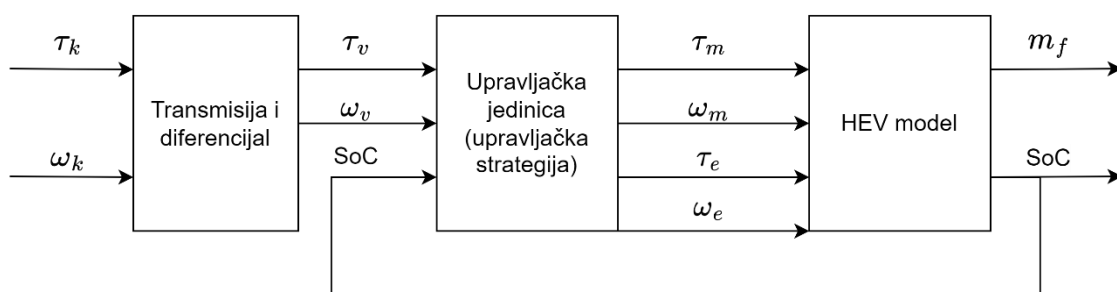 τ_k
ω_k
Transmisija i
diferencijal
τ_v
ω_v
SoC
Upravljačka
jedinica
(upravljačka
strategija)
τ_m
ω_m
τ_e
ω_e
HEV model
m_f
SoC